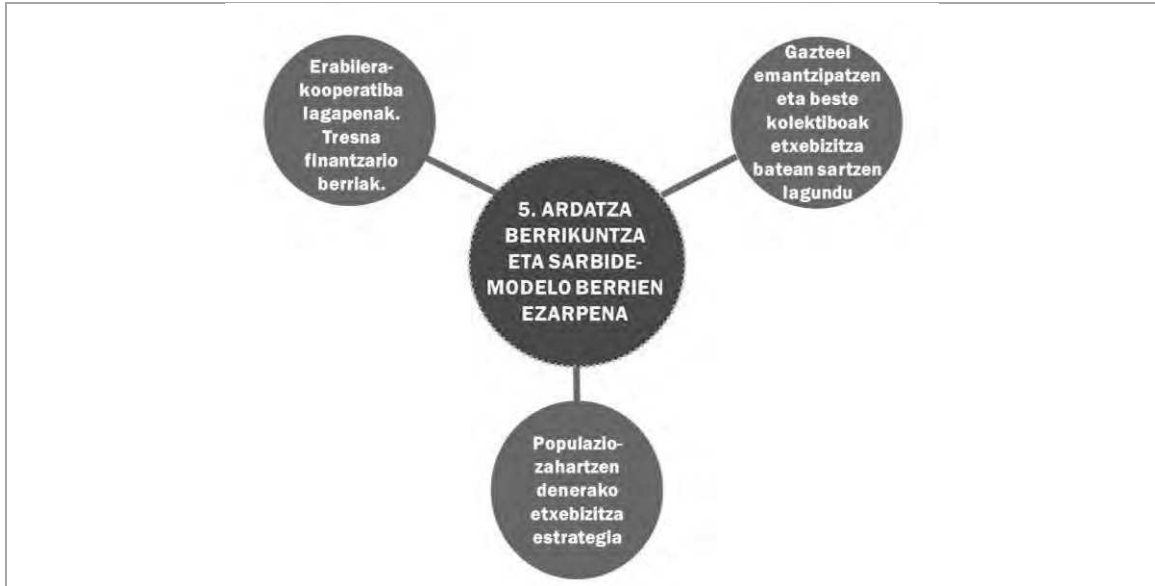 Erabilera-
kooperatiba
lagapenak.
Tresna
finantzario
berriak.
Gazteei
emantzipatzen
eta beste
kolektiboak
etxebizitza
batean sartzen
lagundu
5. ARDATZA
BERRIKUNTZA
ETA SARBIDE-
MODELO BERRIEN
EZARPENA
Populazio-
zahartzen
denerako
etxebizitza
estrategia